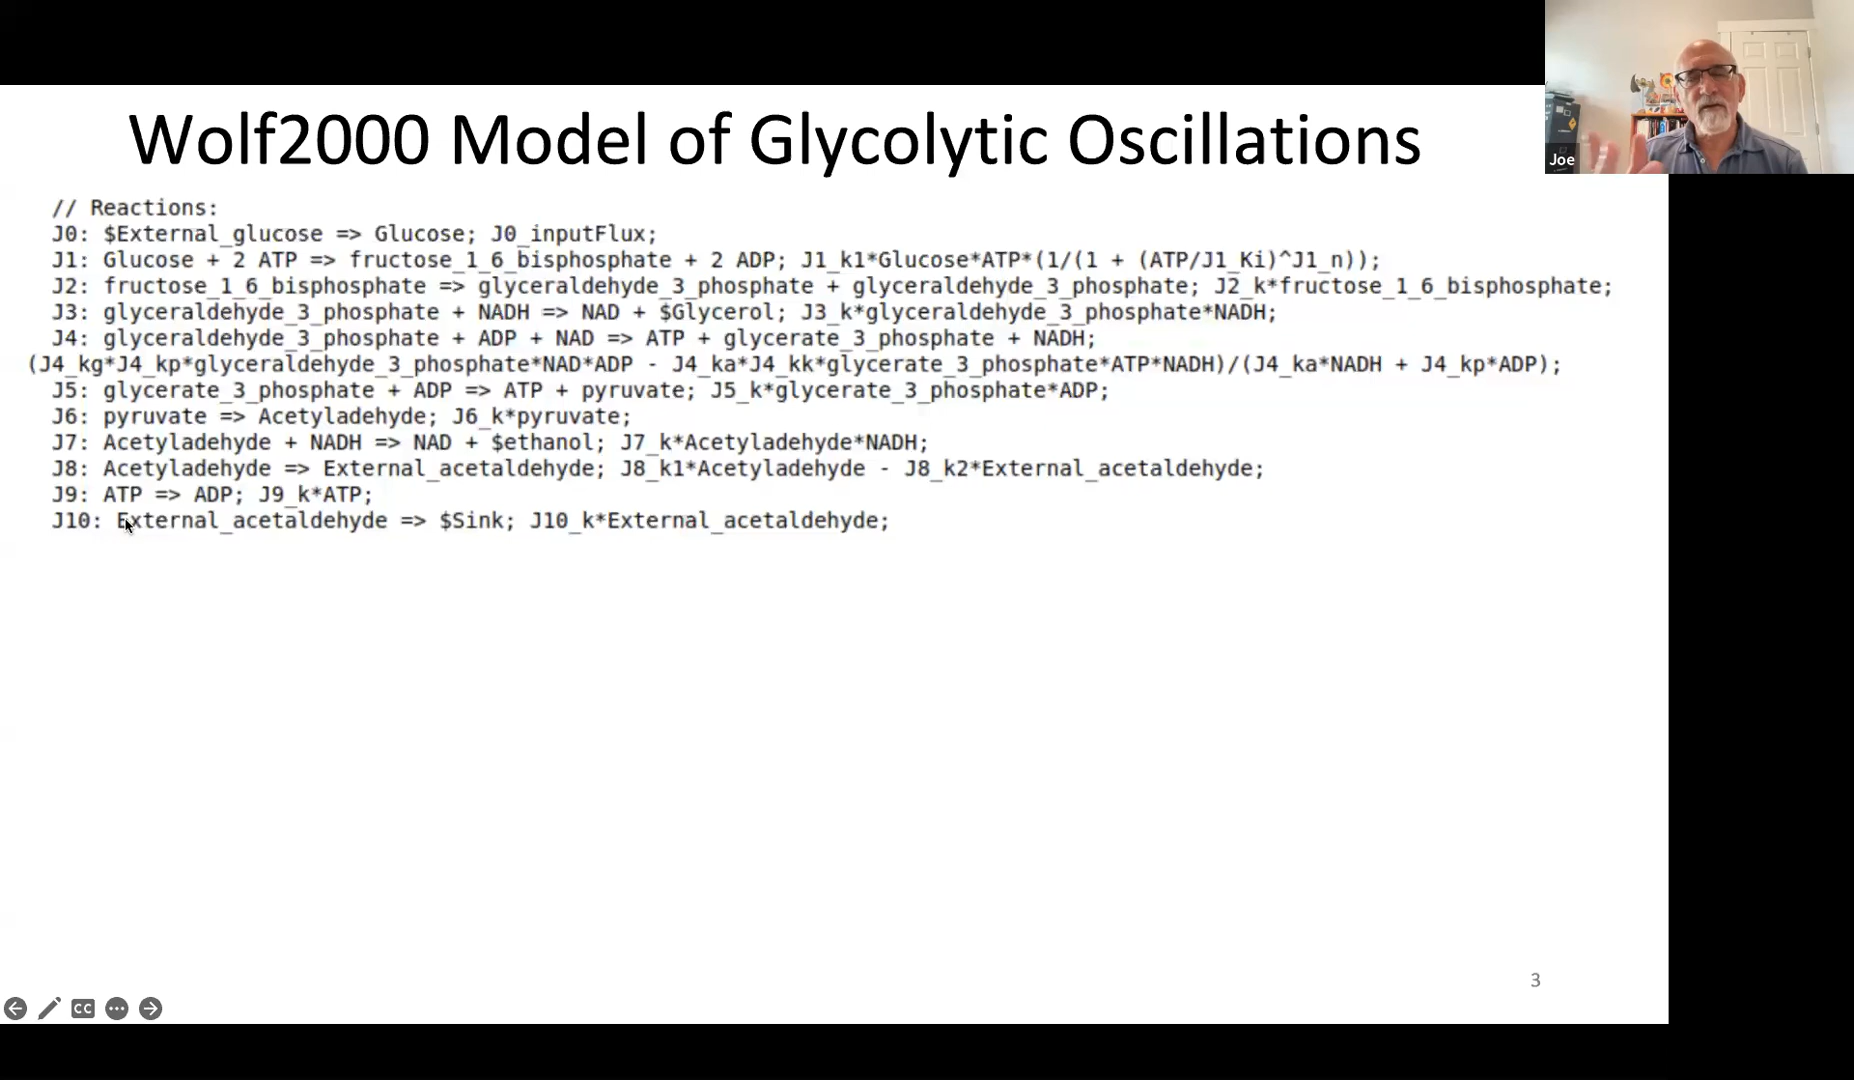 Wolf2000 Model of Glycolytic Oscillations
Joe
// Reactions:
J0: $External_glucose => Glucose; J0_inputFlux;
J1: Glucose + 2 ATP => fructose_1_6_bisphosphate + 2 ADP; J1_k1*Glucose*ATP*(1/(1 + (ATP/J1_Ki)^J1_n));
J2: fructose_1_6_bisphosphate => glyceraldehyde_3_phosphate + glyceraldehyde_3_phosphate; J2_k*fructose_1_6_bisphosphate;
J3: glyceraldehyde_3_phosphate + NADH => NAD + $Glycerol; J3_k*glyceraldehyde_3_phosphate*NADH;
J4: glyceraldehyde_3_phosphate + ADP + NAD => ATP + glycerate_3_phosphate + NADH;
(J4_kg*J4_kp*glyceraldehyde_3_phosphate*NAD*ADP - J4_ka*J4_kk*glycerate_3_phosphate*ATP*NADH)/(J4_ka*NADH + J4_kp*ADP);
J5: glycerate_3_phosphate + ADP => ATP + pyruvate; J5_k*glycerate_3_phosphate*ADP;
J6: pyruvate => Acetyladehyde; J6_k*pyruvate;
J7: Acetyladehyde + NADH => NAD + $ethanol; J7_k*Acetyladehyde*NADH;
J8: Acetyladehyde => External_acetaldehyde; J8_k1*Acetyladehyde - J8_k2*External_acetaldehyde;
J9: ATP => ADP; J9_k*ATP;
J10: External_acetaldehyde => $Sink; J10_k*External_acetaldehyde;
3
CC